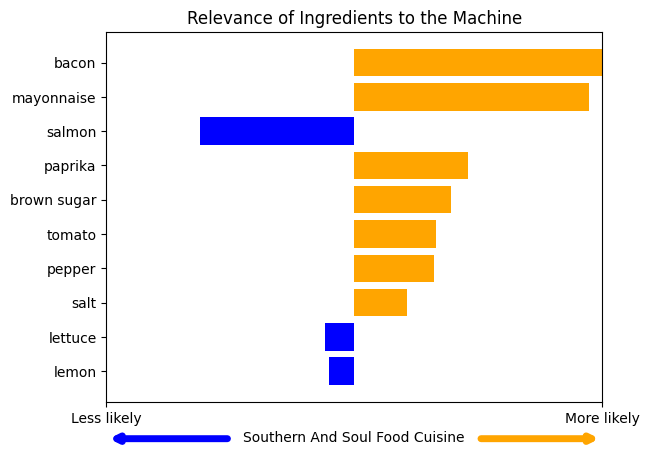 Relevance of Ingredients to the Machine
bacon
mayonnaise
salmon
paprika
brown sugar
tomato
pepper
salt
lettuce
lemon
Less likely More likely
Southern And Soul Food Cuisine